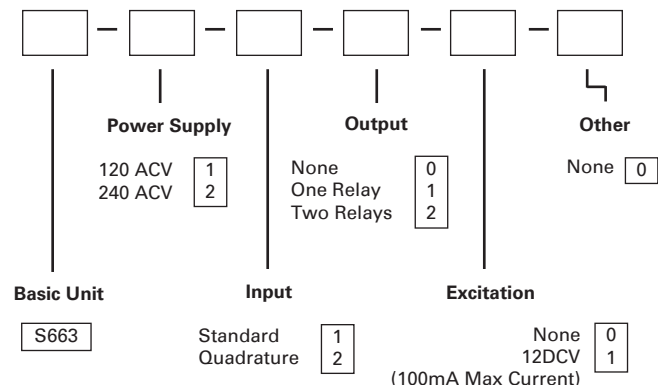 Power Supply
120 ACV 1
240 ACV 2
Output
None 0
One Relay 1
Two Relays 2
Other
None 0
Basic Unit
S663
Input
Standard 1
Quadrature 2
Excitation
None 0
12DCV 1
(100mA Max Current)